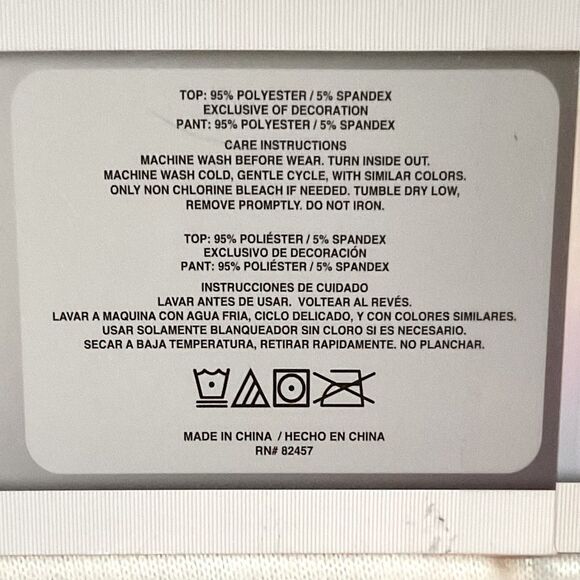 TOP: 95% POLYESTER / 5% SPANDEX
EXCLUSIVE OF DECORATION
PANT: 95% POLYESTER / 5% SPANDEX
CARE INSTRUCTIONS
MACHINE WASH BEFORE WEAR. TURN INSIDE OUT.
MACHINE WASH COLD, GENTLE CYCLE, WITH SIMILAR COLORS.
ONLY NON CHLORINE BLEACH IF NEEDED. TUMBLE DRY LOW,
REMOVE PROMPTLY. DO NOT IRON.
TOP: 95% POLIÉSTER / 5% SPANDEX
EXCLUSIVO DE DECORACIÓN
PANT: 95% POLIÉSTER / 5% SPANDEX
INSTRUCCIONES DE CUIDADO
LAVAR ANTES DE USAR. VOLTEAR AL REVÉS.
LAVAR A MAQUINA CON AGUA FRIA, CICLO DELICADO, Y CON COLORES SIMILARES.
USAR SOLAMENTE BLANQUEADOR SIN CLORO SI ES NECESARIO.
SECAR A BAJA TEMPERATURA, RETIRAR RAPIDAMENTE. NO PLANCHAR.
MADE IN CHINA / HECHO EN CHINA
RN# 82457